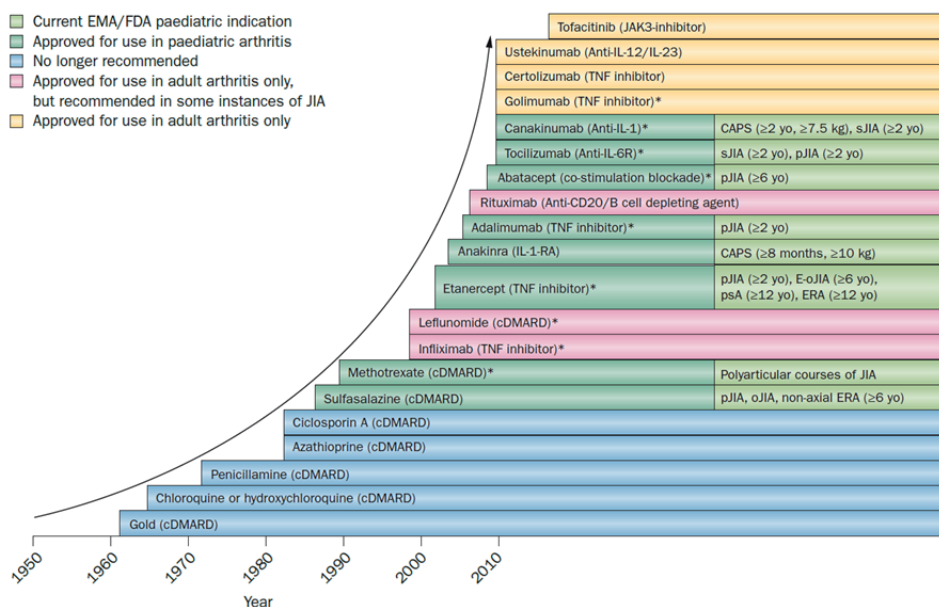 Current EMA/FDA paediatric indication
Approved for use in paediatric arthritis
No longer recommended
Approved for use in adult arthritis only,
but recommended in some instances of JIA
Approved for use in adult arthritis only
Tofacitinib (JAK3-inhibitor)
Ustekinumab (Anti-IL-12/IL-23)
Certolizumab (TNF inhibitor)
Golimumab (TNF inhibitor)*
Canakinumab (Anti-IL-1)* CAPS (≥2 yo, ≥7.5 kg), sJIA (≥2 yo)
Tocilizumab (Anti-IL-6R)* sJIA (≥2 yo), pJIA (≥2 yo)
Abatacept (co-stimulation blockade)* pJIA (≥6 yo)
Rituximab (Anti-CD20/B cell depleting agent)
Adalimumab (TNF inhibitor)* pJIA (≥2 yo)
Anakinra (IL-1-RA) CAPS (≥8 months, ≥10 kg)
Etanercept (TNF inhibitor)* pJIA (≥2 yo), E-oJIA (≥6 yo),
psA (≥12 yo), ERA (≥12 yo)
Leflunomide (cDMARD)*
Infliximab (TNF inhibitor)*
Methotrexate (cDMARD)* Polyarticular courses of JIA
Sulfasalazine (cDMARD) pJIA, oJIA, non-axial ERA (≥6 yo)
Ciclosporin A (cDMARD)
Azathioprine (cDMARD)
Penicillamine (cDMARD)
Chloroquine or hydroxychloroquine (cDMARD)
Gold (cDMARD)
1950 1960 1970 1980 1990 2000 2010
Year